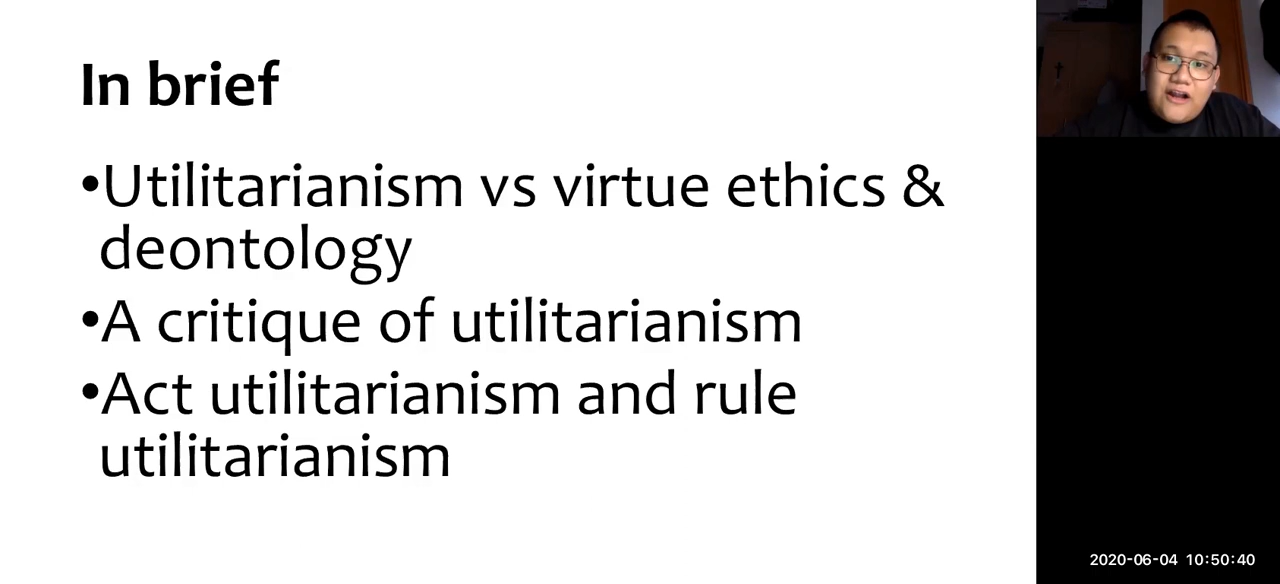 In brief
•Utilitarianism vs virtue ethics &
deontology
•A critique of utilitarianism
•Act utilitarianism and rule
utilitarianism
2020-06-04 10:50:40